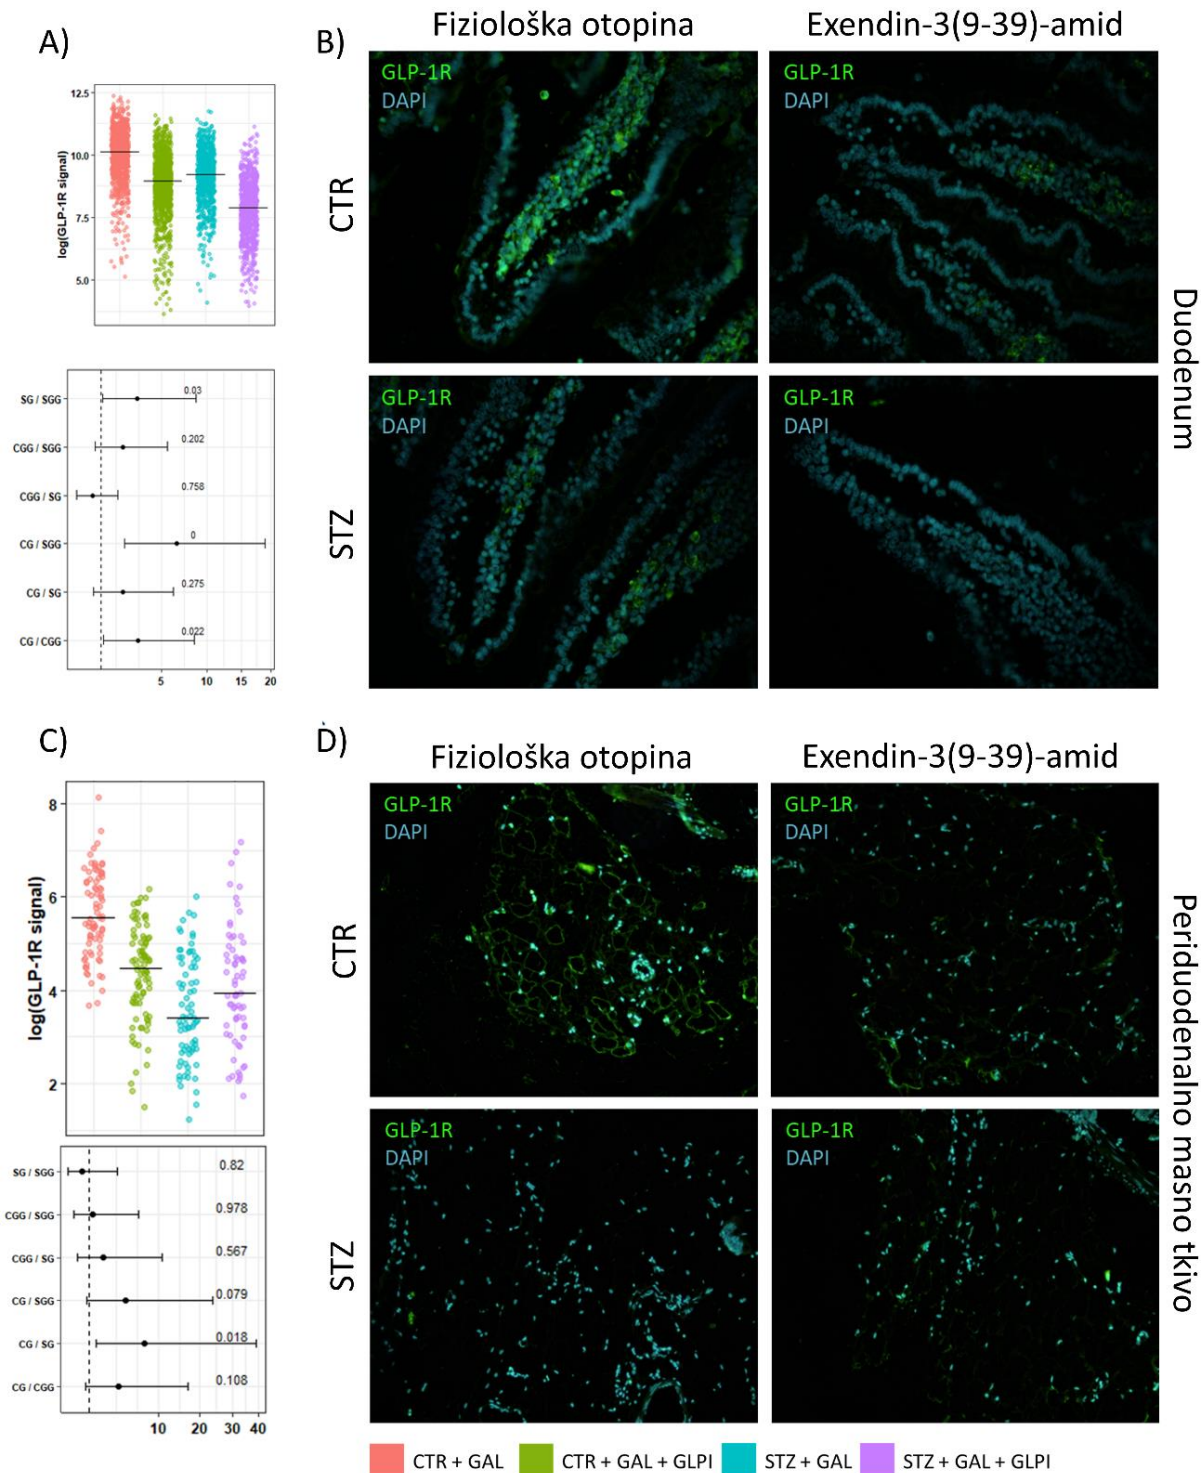 A)
B)
Fiziološka otopina
Exendin-3(9-39)-amid
log(GLP-1R signal)
12.5
10.0
7.5
5.0
SG / SGG
0.03
CGG / SGG
0.202
CGG / SG
0.758
CG / SGG
0
CG / SG
0.275
CG / CGG
0.022
5
10
15
20
CTR
GLP-1R
DAPI
GLP-1R
DAPI
STZ
GLP-1R
DAPI
GLP-1R
DAPI
Duodenum
C)
D)
Fiziološka otopina
Exendin-3(9-39)-amid
log(GLP-1R signal)
8
6
4
2
SG / SGG
0.82
CGG / SGG
0.978
CGG / SG
0.567
CG / SGG
0.079
CG / SG
0.018
CG / CGG
0.108
10
20
30
40
CTR
GLP-1R
DAPI
GLP-1R
DAPI
STZ
GLP-1R
DAPI
GLP-1R
DAPI
Periduodenalno masno tkivo
CTR + GAL
CTR + GAL + GLPI
STZ + GAL
STZ + GAL + GLPI